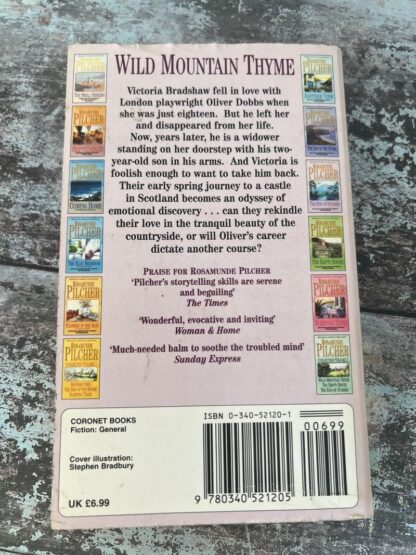 WILD MOUNTAIN THYME
Victoria Bradshaw fell in love with
London playwright Oliver Dobbs when
she was just eighteen. But he left her
and disappeared from her life.
Now, years later, he is a widower
standing on her doorstep with his two-
year-old son in his arms. And Victoria is
foolish enough to want to take him back.
Their early spring journey to a castle
in Scotland becomes an odyssey of
emotional discovery . . . can they rekindle
their love in the tranquil beauty of the
countryside, or will Oliver's career
dictate another course?
PRAISE FOR ROSAMUNDE PILCHER
'Pilcher's storytelling skills are serene
and beguiling'
The Times
'Wonderful, evocative and inviting'
Woman & Home
'Much-needed balm to soothe the troubled mind'
Sunday Express
PILCHER
COMING HOME
ROSAMUNDE
PILCHER
ROSAMUNDE
PILCHER
PILCHER
PILCHER
PILCHER
ROSAMUNDE
PILCHER
CORONET BOOKS
Fiction: General
Cover illustration:
Stephen Bradbury
UK £6.99
ISBN 0-340-52120-1
00699
9 780340 521205